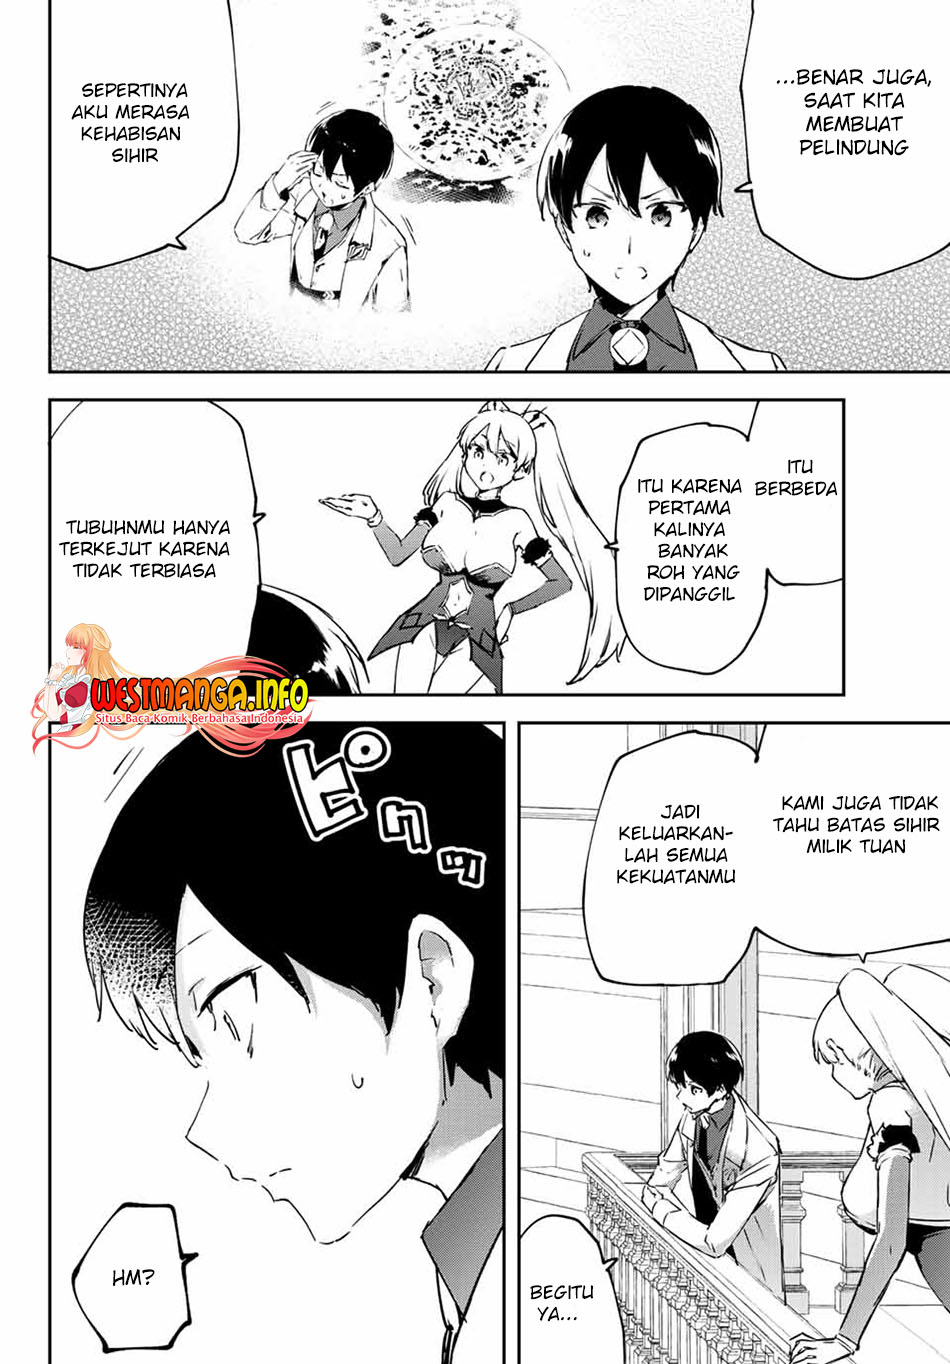 ...BENAR JUGA,
SAAT KITA
MEMBUAT
PELINDUNG
SEPERTINYA
AKU MERASA
KEHABISAN
SIHIR
ITU
BERBEDA
ITU KARENA
PERTAMA
KALINYA
BANYAK
ROH YANG
DIPANGGIL
TUBUHNMU HANYA
TERKEJUT KARENA
TIDAK TERBIASA
WESTMANGA.INFO
Situs Baca Komik Berbahasa Indonesia
KAMI JUGA TIDAK
TAHU BATAS SIHIR
MILIK TUAN
JADI
KELUARKAN-
LAH SEMUA
KEKUATANMU
BEGITU
YA...
ピクッ
HM?